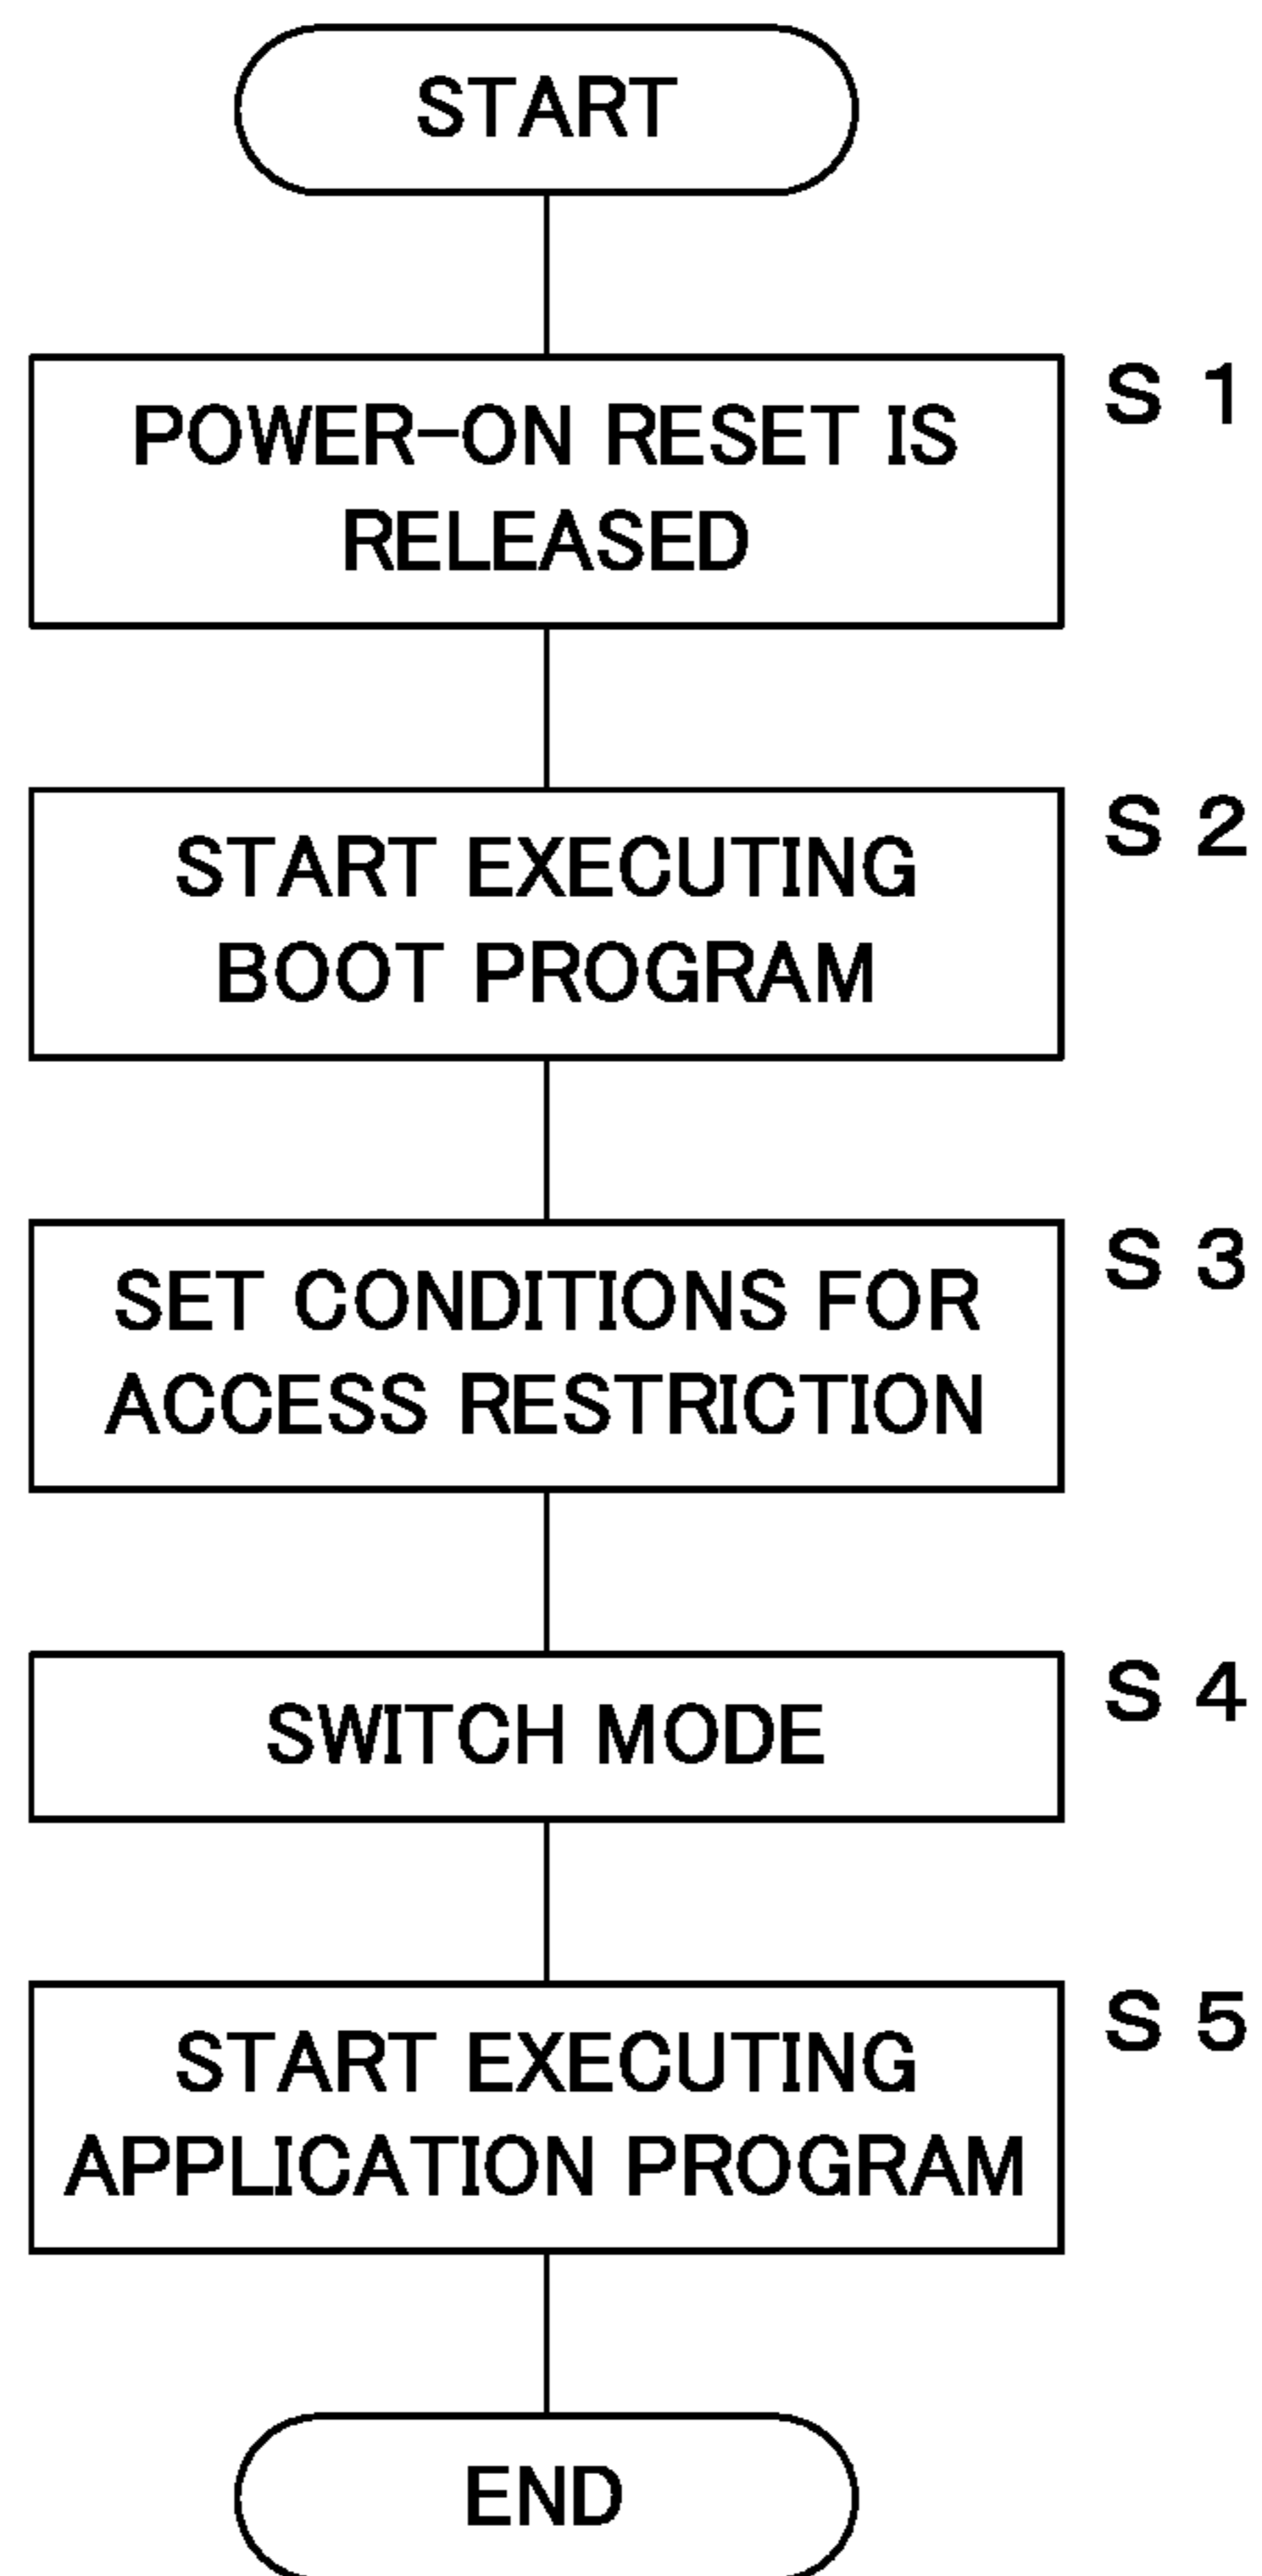 START
POWER-ON RESET IS
RELEASED
S 1
START EXECUTING
BOOT PROGRAM
S 2
SET CONDITIONS FOR
ACCESS RESTRICTION
S 3
SWITCH MODE
S 4
START EXECUTING
APPLICATION PROGRAM
S 5
END